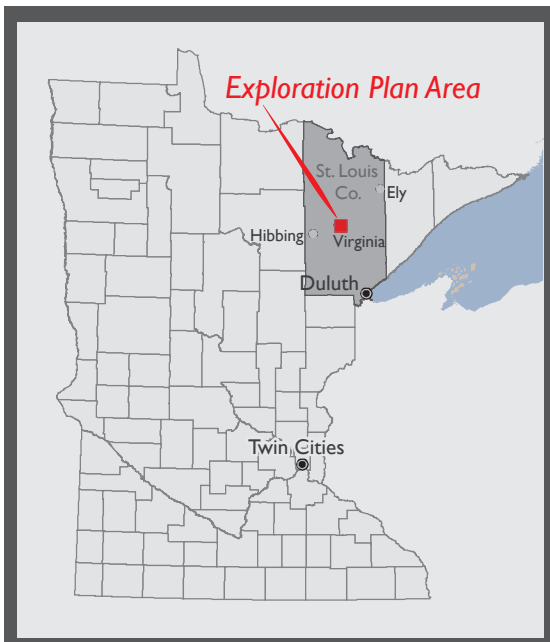 Exploration Plan Area
St. Louis
Co.
Ely
Hibbing
Virginia
Duluth
Twin Cities